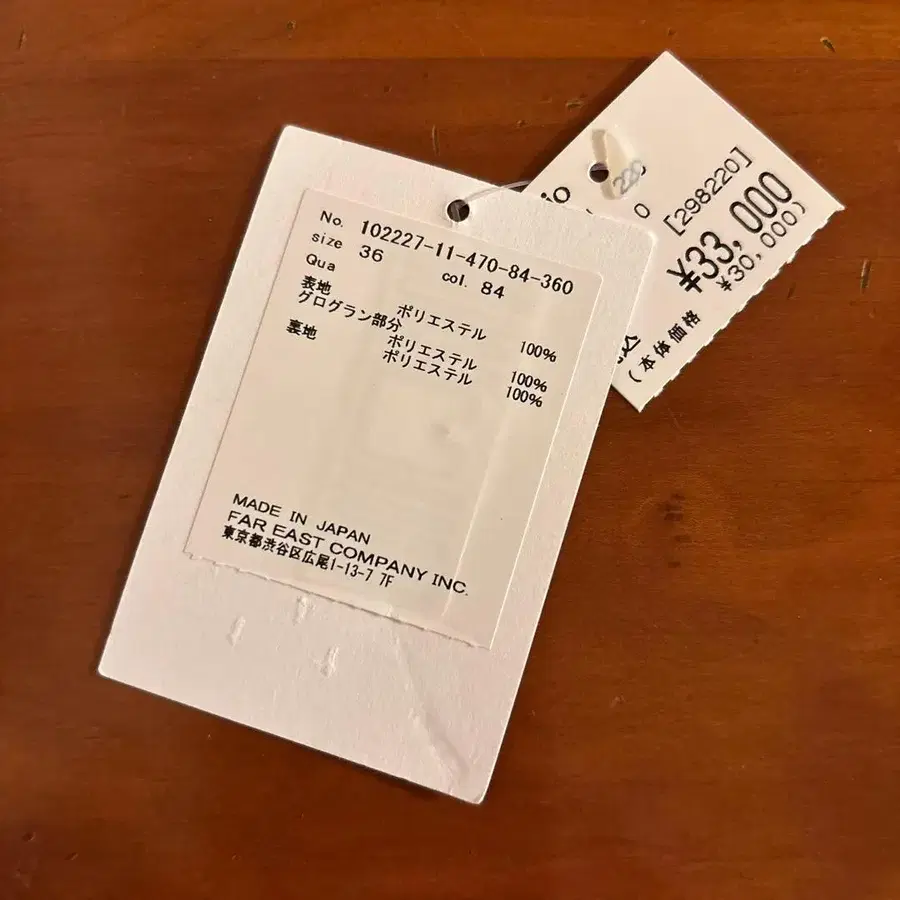 No. 102227-11-470-84-360
size 36 col. 84
Qua
表地 ポリエステル 100%
グログラン部分
ポリエステル 100%
裏地 ポリエステル 100%
MADE IN JAPAN
FAR EAST COMPANY INC.
東京都渋谷区広尾1-13-7 7F
[298220]
¥33,000
(本体価格 ¥30,000)